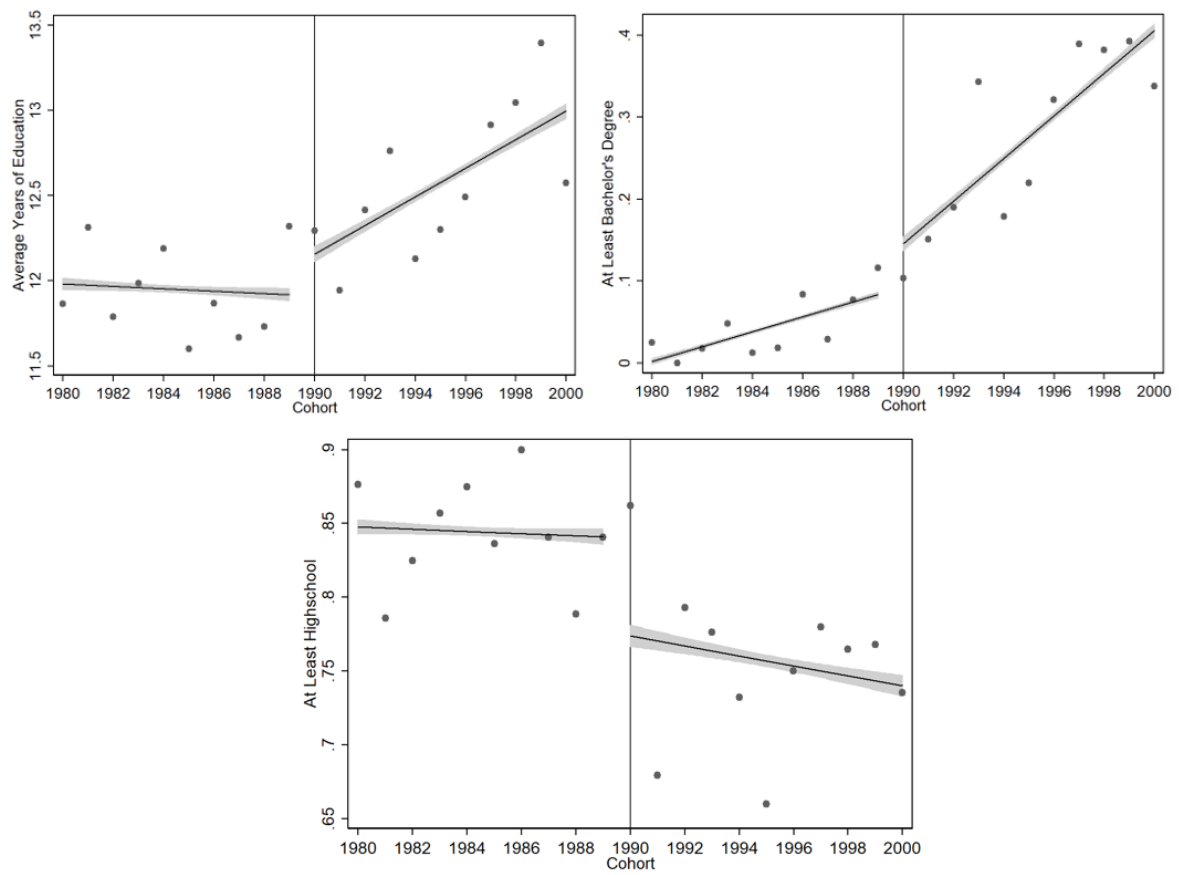 Average Years of Education
13.5
13
12.5
12
11.5
1980 1982 1984 1986 1988 1990 1992 1994 1996 1998 2000
Cohort
At Least Bachelor's Degree
.4
.3
.2
.1
0
1980 1982 1984 1986 1988 1990 1992 1994 1996 1998 2000
Cohort
At Least Highschool
.9
.85
.8
.75
.7
.65
1980 1982 1984 1986 1988 1990 1992 1994 1996 1998 2000
Cohort